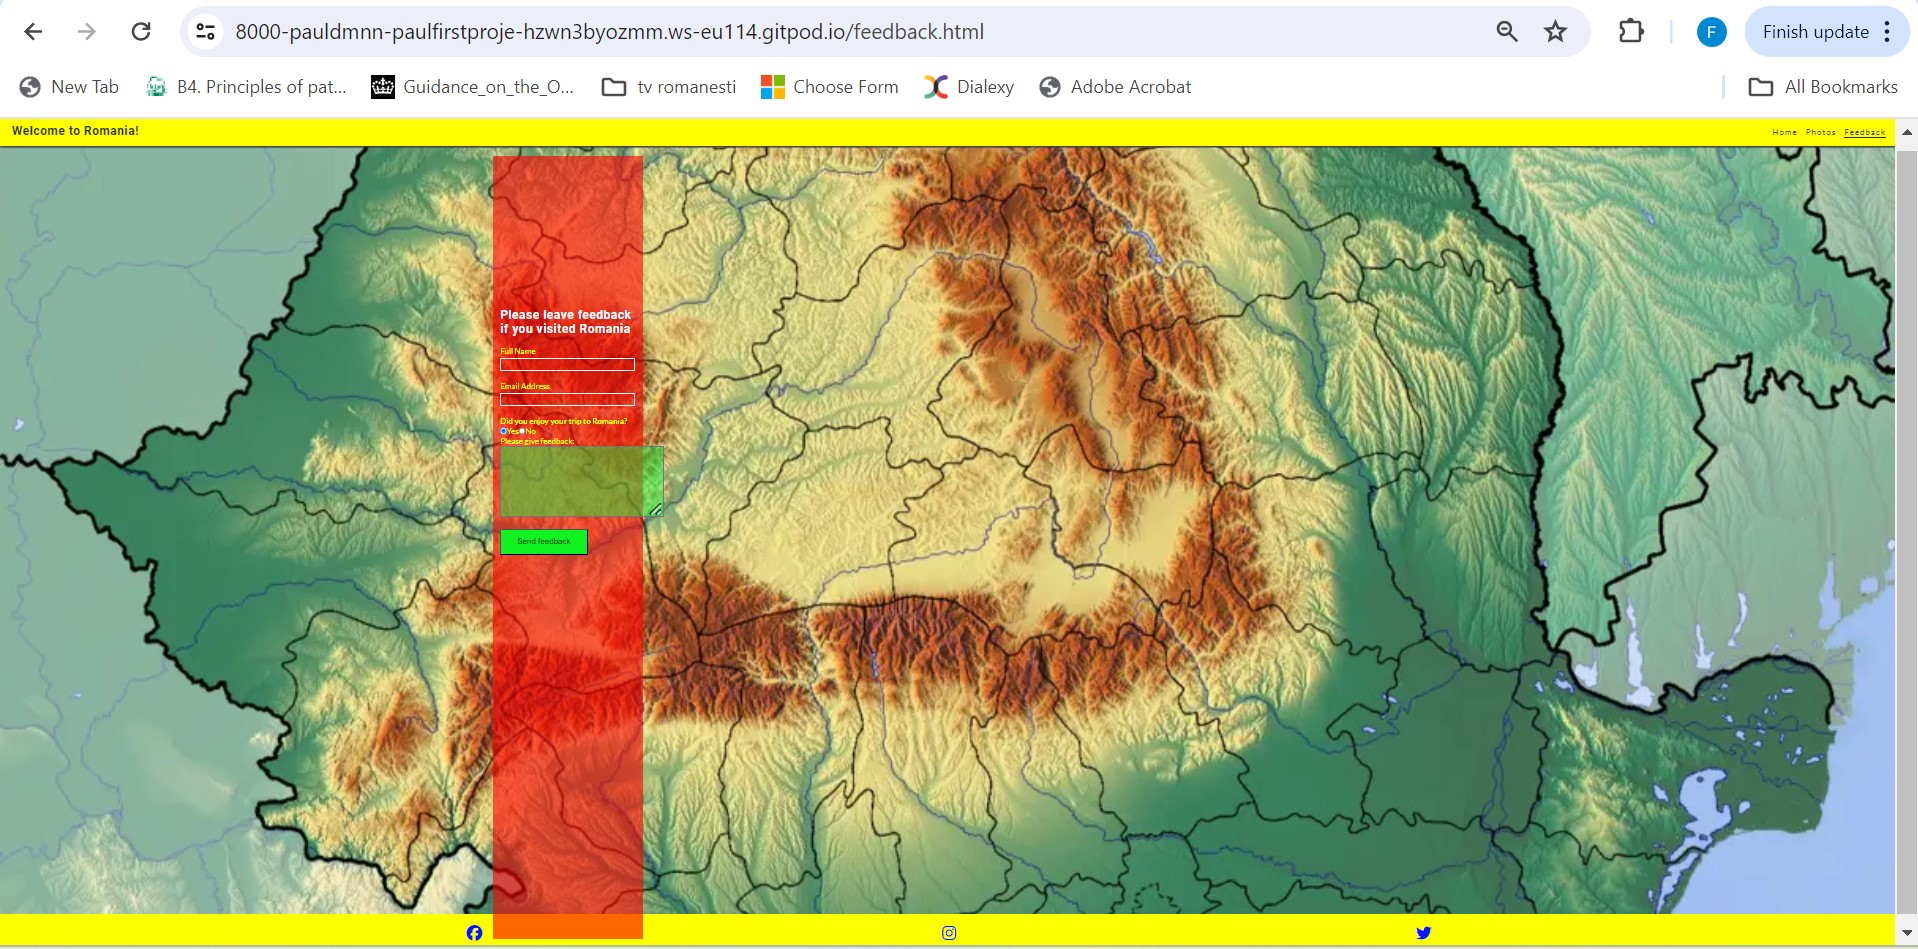 8000-pauldmnn-paulfirstproje-hzwn3byozmm.ws-eu114.gitpod.io/feedback.html
F
Finish update
New Tab
B4. Principles of pat...
Guidance_on_the_O...
tv romanesti
Choose Form
Dialexy
Adobe Acrobat
All Bookmarks
Welcome to Romania!
Home Photos Feedback
Please leave feedback
if you visited Romania
Full Name
Email Address
Did you enjoy your trip to Romania?
Yes No
Please give feedback:
Send feedback